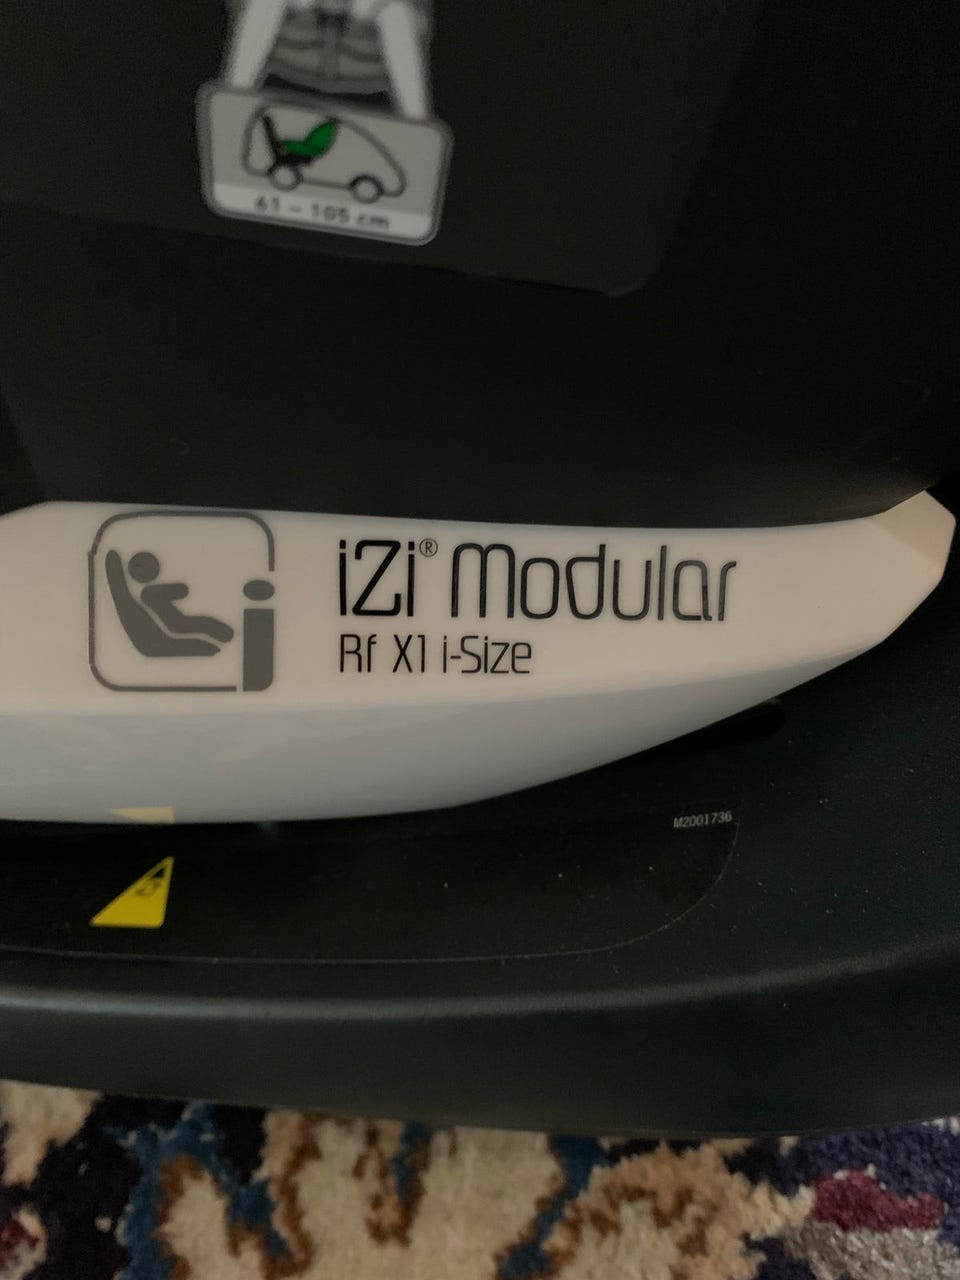 61 - 105 cm
iZi® Modular
Rf X1 i-Size
M2001736